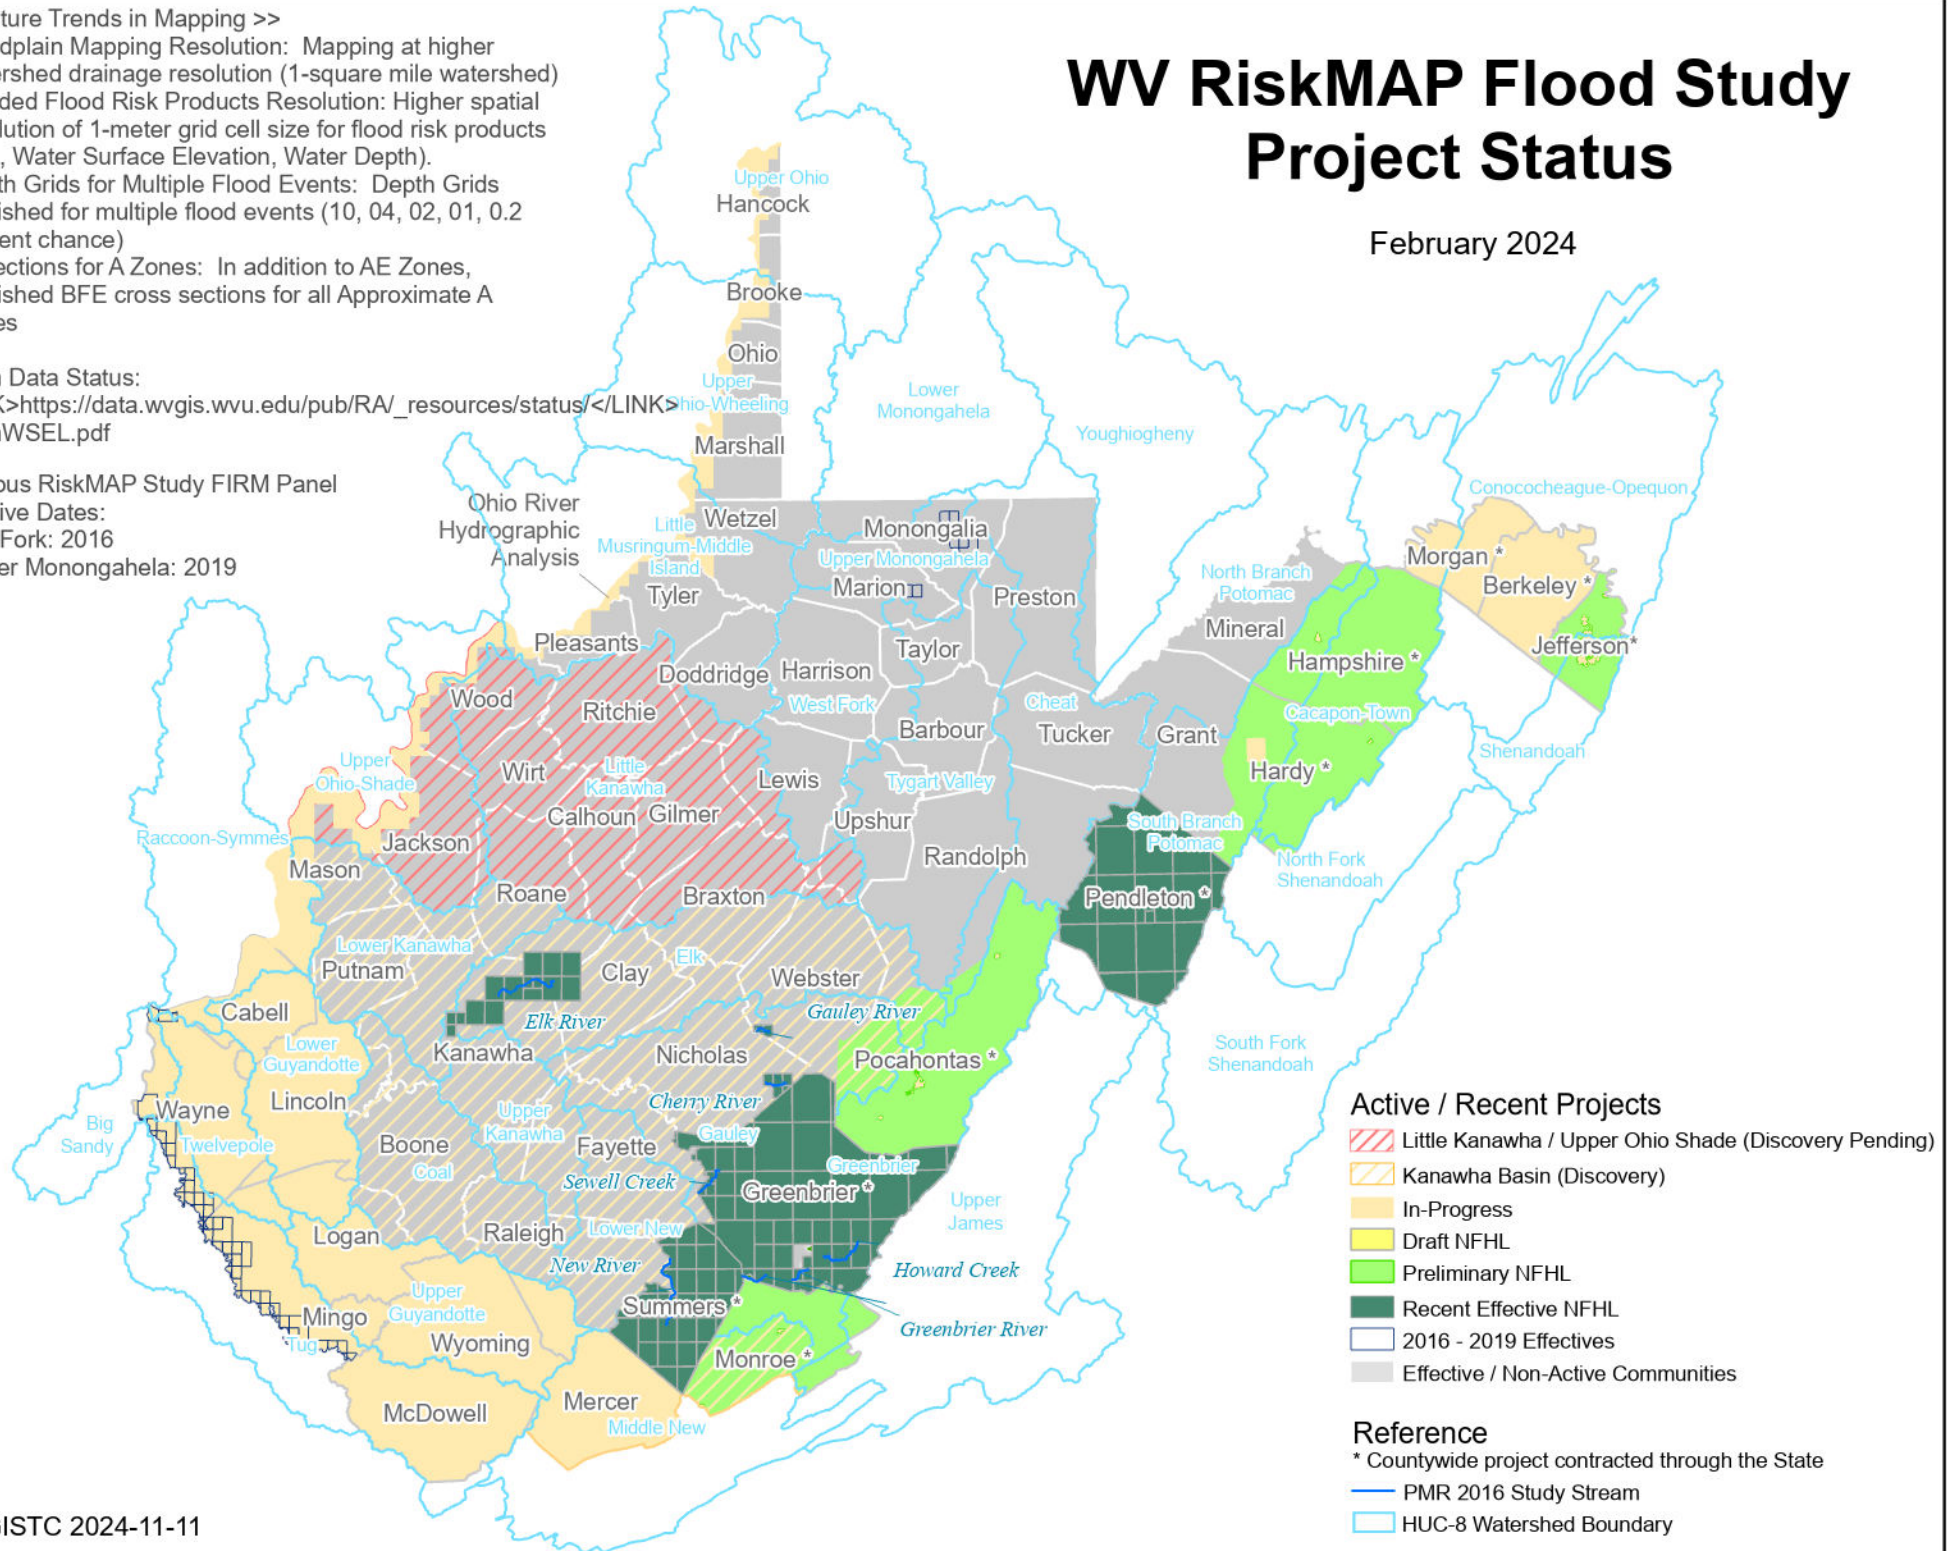 ture Trends in Mapping >>
dplain Mapping Resolution:  Mapping at higher
ershed drainage resolution (1-square mile watershed)
ded Flood Risk Products Resolution: Higher spatial
lution of 1-meter grid cell size for flood risk products
, Water Surface Elevation, Water Depth).
th Grids for Multiple Flood Events:  Depth Grids
ished for multiple flood events (10, 04, 02, 01, 0.2
ent chance)
ections for A Zones:  In addition to AE Zones,
ished BFE cross sections for all Approximate A
es
Data Status:
K>https://data.wvgis.wvu.edu/pub/RA/_resources/status/</LINK>
WSEL.pdf
ous RiskMAP Study FIRM Panel
ive Dates:
Fork: 2016
er Monongahela: 2019
WV RiskMAP Flood Study
Project Status
February 2024
Upper Ohio
Hancock
Brooke
Ohio
Upper
Ohio-Wheeling
Marshall
Lower
Monongahela
Youghiogheny
Conococheague-Opequon
Ohio River
Hydrographic
Analysis
Wetzel
Little
Musringum-Middle
Island
Monongalia
Upper Monongahela
Marion
Preston
Tyler
North Branch
Potomac
Morgan *
Berkeley *
Mineral
Jefferson*
Pleasants
Doddridge
Harrison
Taylor
Hampshire *
Wood
Ritchie
West Fork
Cheat
Cacapon-Town
Barbour
Tucker
Grant
Shenandoah
Upper
Ohio-Shade
Wirt
Little
Kanawha
Lewis
Tygart Valley
Hardy *
Calhoun
Gilmer
Upshur
South Branch
Potomac
Raccoon-Symmes
Jackson
Randolph
North Fork
Shenandoah
Mason
Roane
Braxton
Pendleton *
Lower Kanawha
Putnam
Clay
Elk
Webster
Cabell
Elk River
Gauley River
Lower
Guyandotte
Kanawha
Nicholas
Pocahontas *
South Fork
Shenandoah
Wayne
Lincoln
Cherry River
Big
Sandy
Twelvepole
Boone
Coal
Upper
Kanawha
Fayette
Gauley
Greenbrier
Sewell Creek
Greenbrier *
Upper
James
Logan
Raleigh
Lower New
New River
Howard Creek
Upper
Guyandotte
Mingo
Summers *
Greenbrier River
Tug
Wyoming
Monroe *
McDowell
Mercer
Middle New
Active / Recent Projects
Little Kanawha / Upper Ohio Shade (Discovery Pending)
Kanawha Basin (Discovery)
In-Progress
Draft NFHL
Preliminary NFHL
Recent Effective NFHL
2016 - 2019 Effectives
Effective / Non-Active Communities
Reference
* Countywide project contracted through the State
PMR 2016 Study Stream
HUC-8 Watershed Boundary
ISTC 2024-11-11